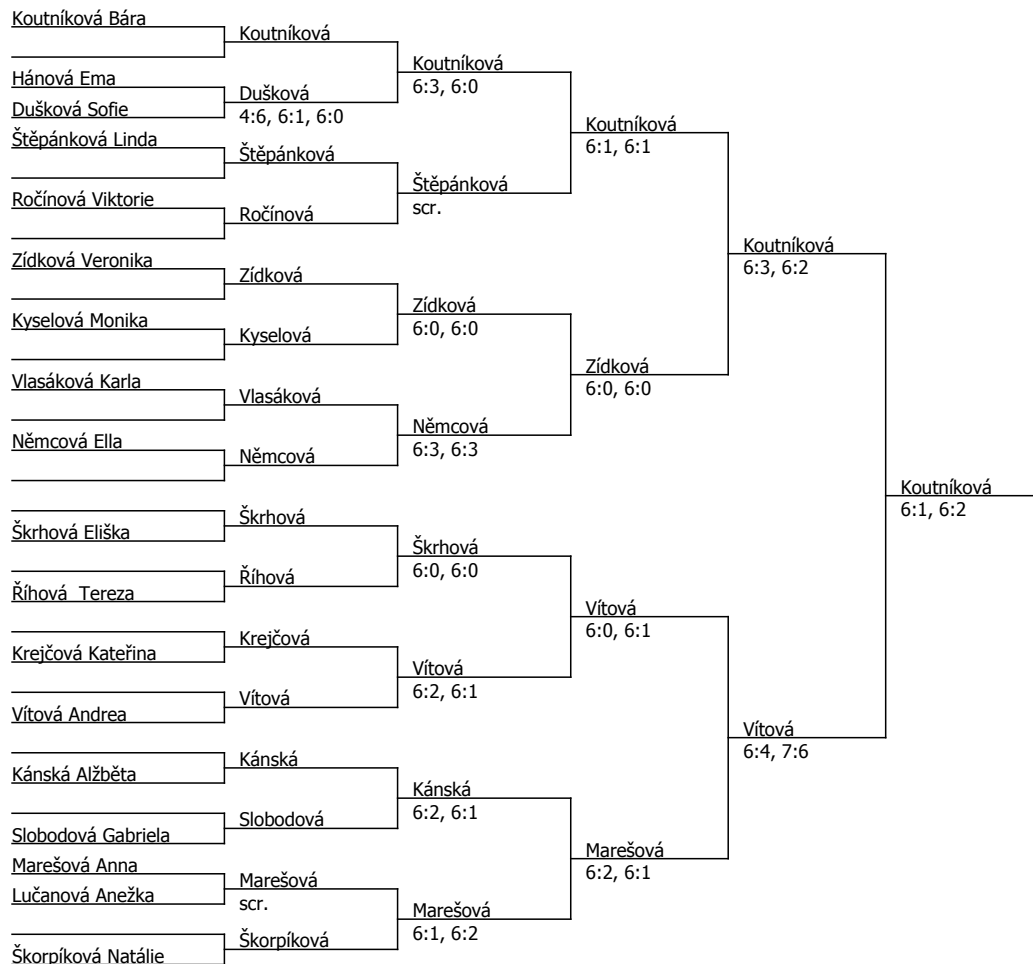 Koutníková Bára
Hánová Ema
Dušková Sofie
Štěpánková Linda
Ročínová Viktorie
Zídková Veronika
Kyselová Monika
Vlasáková Karla
Němcová Ella
Škrhová Eliška
Říhová  Tereza
Krejčová Kateřina
Vítová Andrea
Kánská Alžběta
Slobodová Gabriela
Marešová Anna
Lučanová Anežka
Škorpíková Natálie
Koutníková
Dušková
4:6, 6:1, 6:0
Štěpánková
Ročínová
Zídková
Kyselová
Vlasáková
Němcová
Škrhová
Říhová
Krejčová
Vítová
Kánská
Slobodová
Marešová
scr.
Škorpíková
Koutníková
6:3, 6:0
Štěpánková
scr.
Zídková
6:0, 6:0
Němcová
6:3, 6:3
Škrhová
6:0, 6:0
Vítová
6:2, 6:1
Kánská
6:2, 6:1
Marešová
6:1, 6:2
Koutníková
6:1, 6:1
Zídková
6:0, 6:0
Vítová
6:0, 6:1
Marešová
6:2, 6:1
Koutníková
6:3, 6:2
Vítová
6:4, 7:6
Koutníková
6:1, 6:2